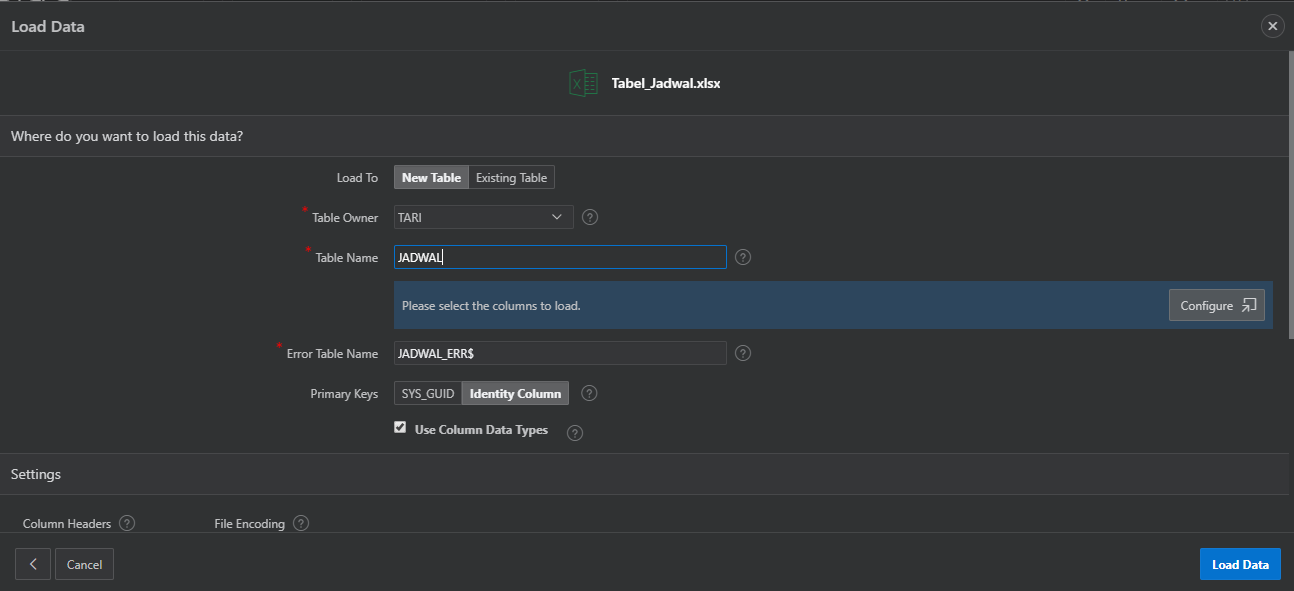 Load Data
Tabel_Jadwal.xlsx
Where do you want to load this data?
Load To New Table Existing Table
* Table Owner TARI ?
* Table Name JADWAL ?
Please select the columns to load. Configure
* Error Table Name JADWAL_ERR$ ?
Primary Keys SYS_GUID Identity Column ?
Use Column Data Types ?
Settings
Column Headers ? File Encoding ?
Cancel Load Data